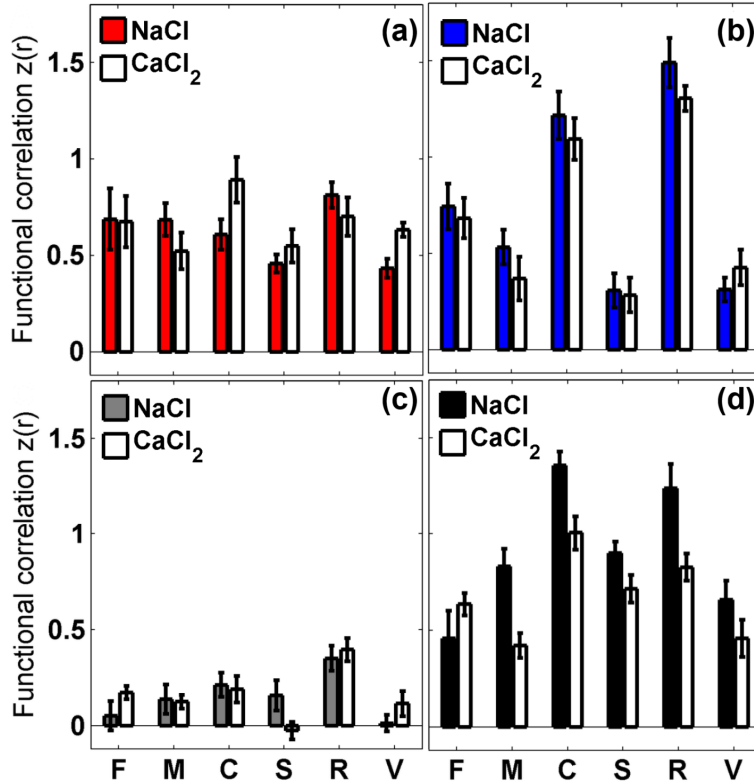 (a)
NaCl
CaCl₂
Functional correlation z(r)
1.5
1
0.5
0
(b)
NaCl
CaCl₂
(c)
NaCl
CaCl₂
Functional correlation z(r)
1.5
1
0.5
0
F M C S R V
(d)
NaCl
CaCl₂
F M C S R V